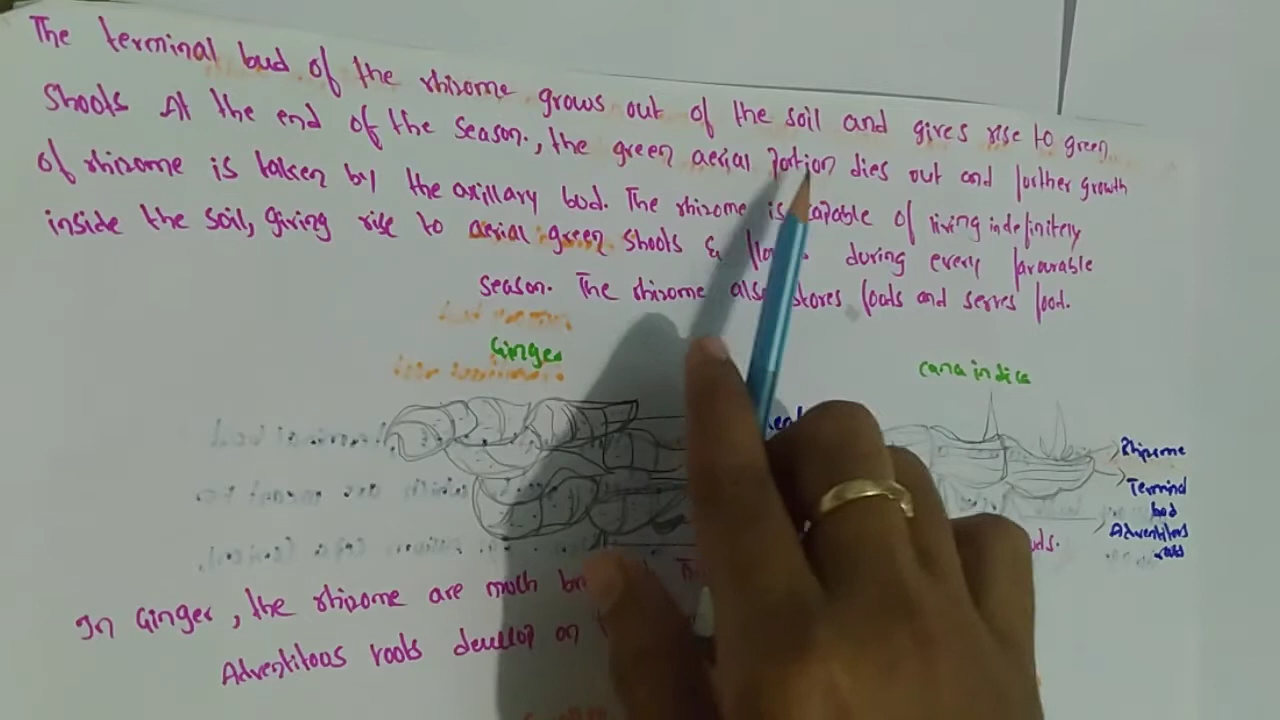 The terminal bud of the rhizome grows out of the soil and gives rise to green
shoots At the end of the season., the green aerial portion dies out and further growth
of rhizome is taken by the axillary bud. The rhizome is capable of living indefinitely
inside the soil, giving rise to aerial green shoots & during every favourable
season. The rhizome also stores foods and serves food.
Ginger
cana indica
Rhizome
Terminal
bud
Adventitous
roots
uds.
In Ginger, the rhizome are much
Adventitous roots develop on